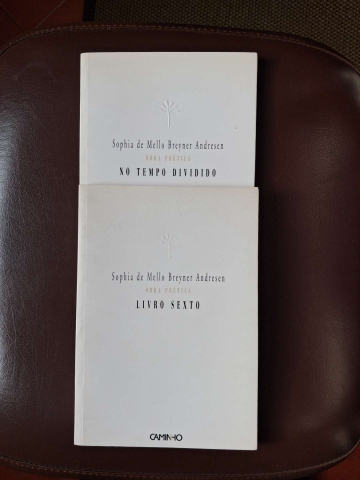 Sophia de Mello Breyner Andresen
OBRA POÉTICA
NO TEMPO DIVIDIDO
Sophia de Mello Breyner Andresen
OBRA POÉTICA
LIVRO SEXTO
CAMINHO